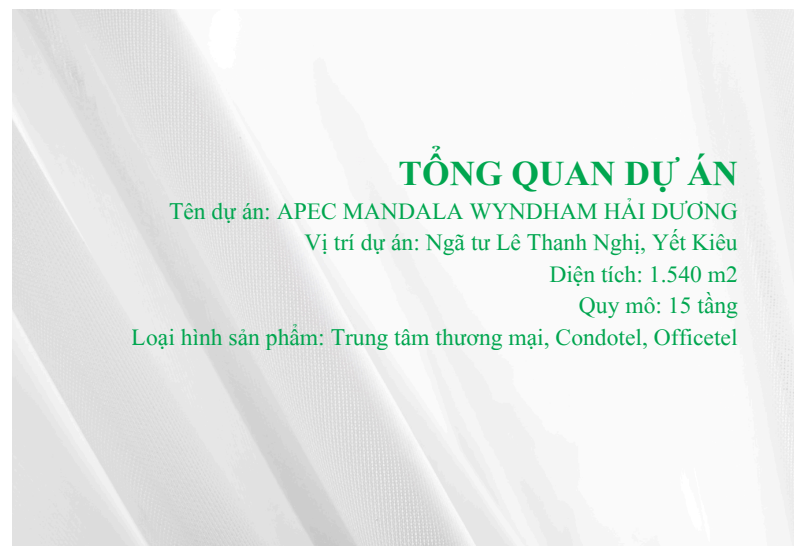 TỔNG QUAN DỰ ÁN
Tên dự án: APEC MANDALA WYNDHAM HẢI DƯƠNG
Vị trí dự án: Ngã tư Lê Thanh Nghị, Yết Kiêu
Diện tích: 1.540 m2
Quy mô: 15 tầng
Loại hình sản phẩm: Trung tâm thương mại, Condotel, Officetel